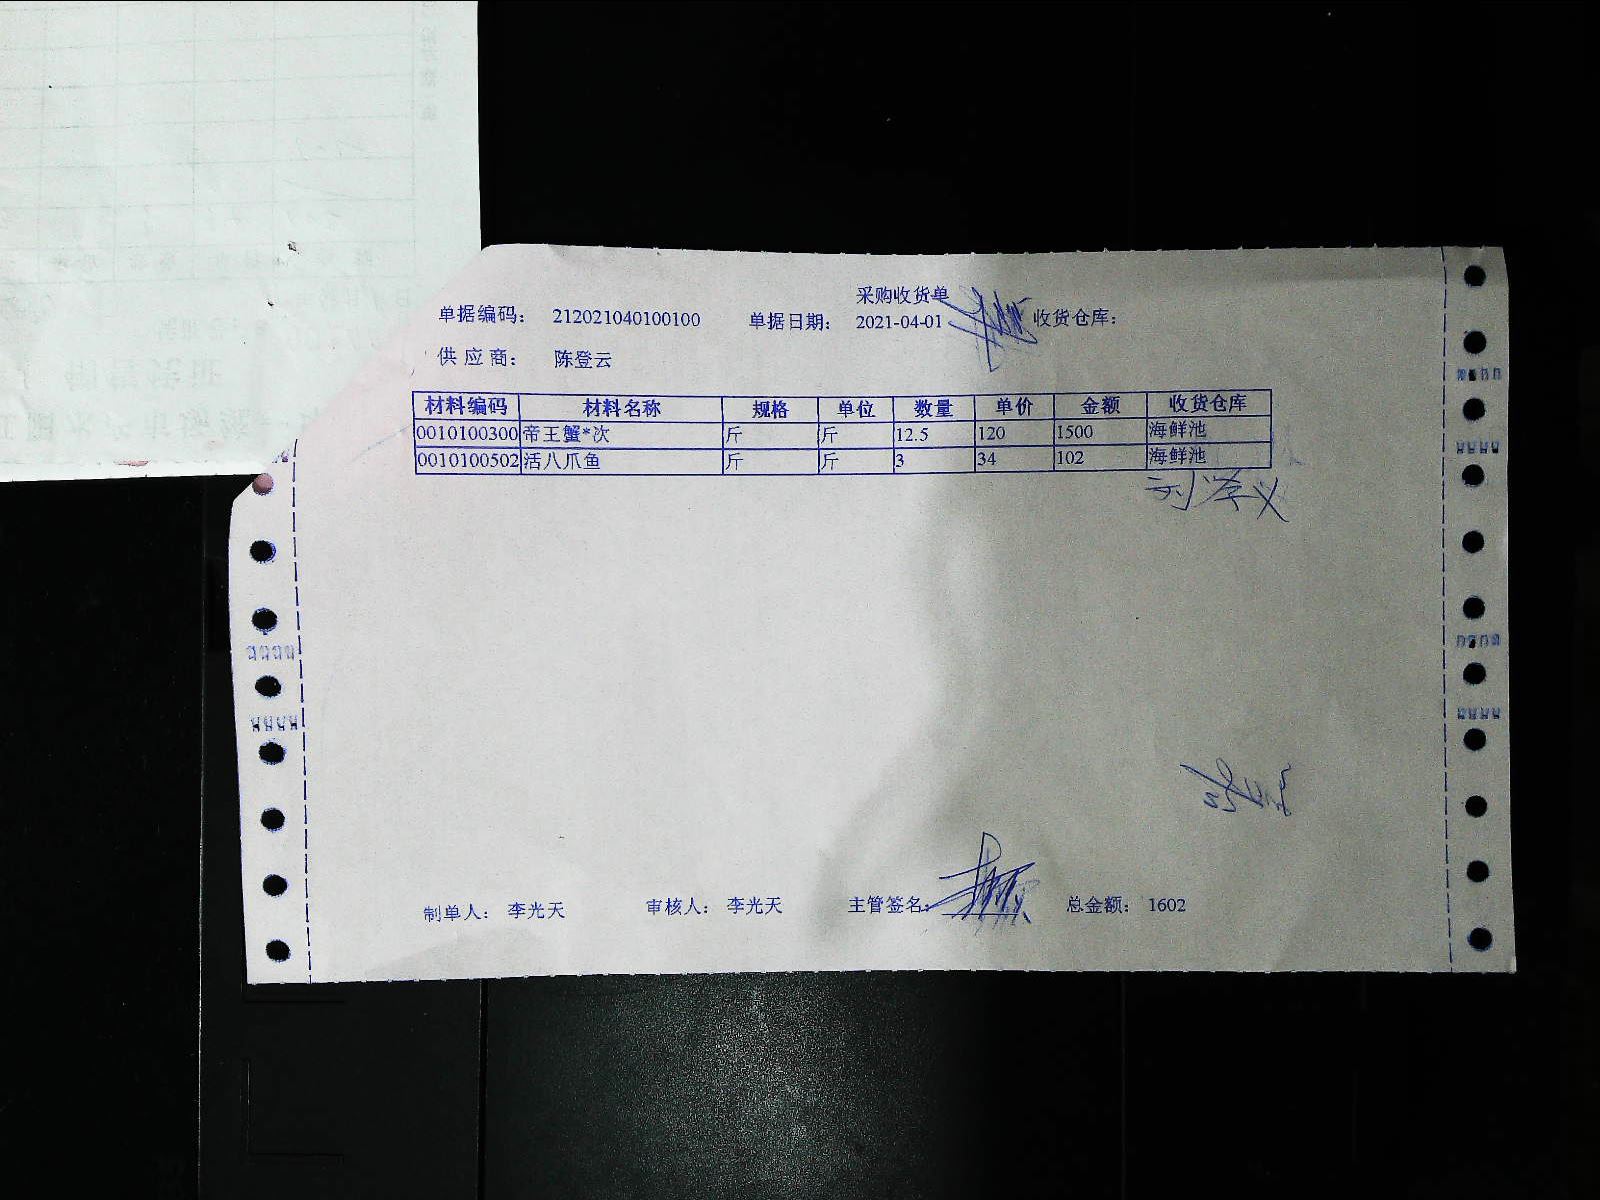 采购收货单
单据编码： 212021040100100 单据日期： 2021-04-01 收货仓库：
供应商： 陈登云
材料编码 材料名称 规格 单位 数量 单价 金额 收货仓库
0010100300 帝王蟹*次 斤 斤 12.5 120 1500 海鲜池
0010100502 活八爪鱼 斤 斤 3 34 102 海鲜池
制单人： 李光天 审核人： 李光天 主管签名： 总金额： 1602